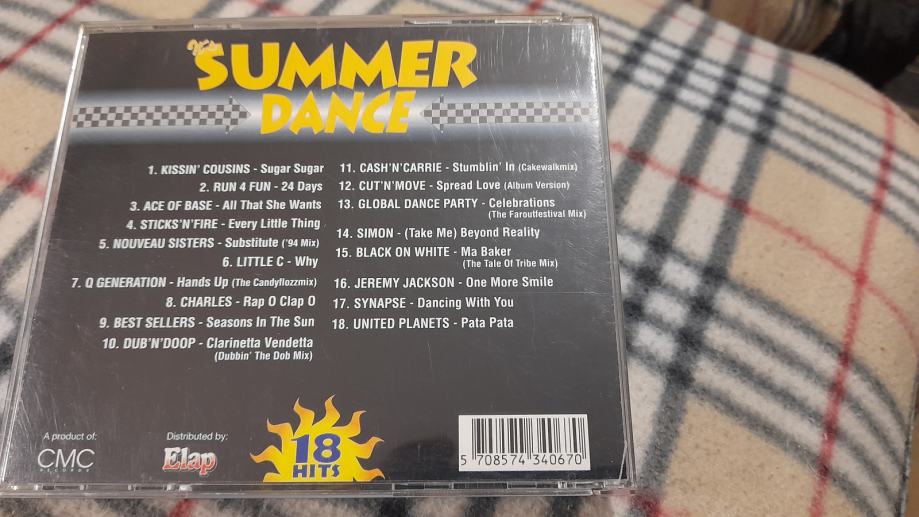 It's
SUMMER
DANCE
1. KISSIN' COUSINS - Sugar Sugar
2. RUN 4 FUN - 24 Days
3. ACE OF BASE - All That She Wants
4. STICKS'N'FIRE - Every Little Thing
5. NOUVEAU SISTERS - Substitute ('94 Mix)
6. LITTLE C - Why
7. Q GENERATION - Hands Up (The Candyflozzmix)
8. CHARLES - Rap O Clap O
9. BEST SELLERS - Seasons In The Sun
10. DUB'N'DOOP - Clarinetta Vendetta
(Dubbin' The Dob Mix)
11. CASH'N'CARRIE - Stumblin' In (Cakewalkmix)
12. CUT'N'MOVE - Spread Love (Album Version)
13. GLOBAL DANCE PARTY - Celebrations
(The Faroutfestival Mix)
14. SIMON - (Take Me) Beyond Reality
15. BLACK ON WHITE - Ma Baker
(The Tale Of Tribe Mix)
16. JEREMY JACKSON - One More Smile
17. SYNAPSE - Dancing With You
18. UNITED PLANETS - Pata Pata
A product of:
CMC
RECORDS
Distributed by:
Elap
18
HITS
5 708574 340670